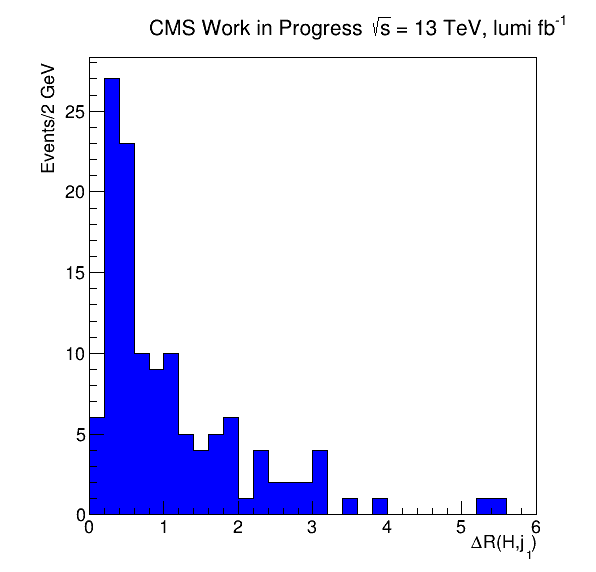 CMS Work in Progress √s = 13 TeV, lumi fb⁻¹
Events/2 GeV
25
20
15
10
5
0
0 1 2 3 4 5 6
ΔR(H,j₁)